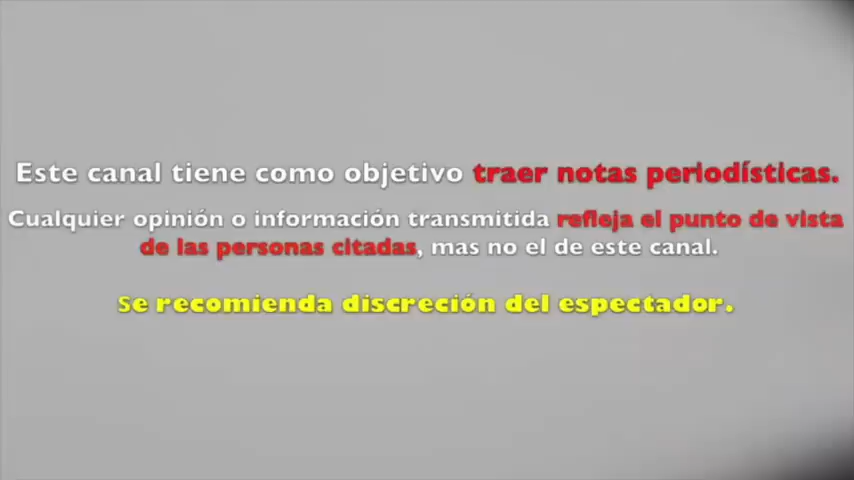 Este canal tiene como objetivo traer notas periodísticas.
Cualquier opinión o información transmitida refleja el punto de vista
de las personas citadas, mas no el de este canal.
Se recomienda discreción del espectador.